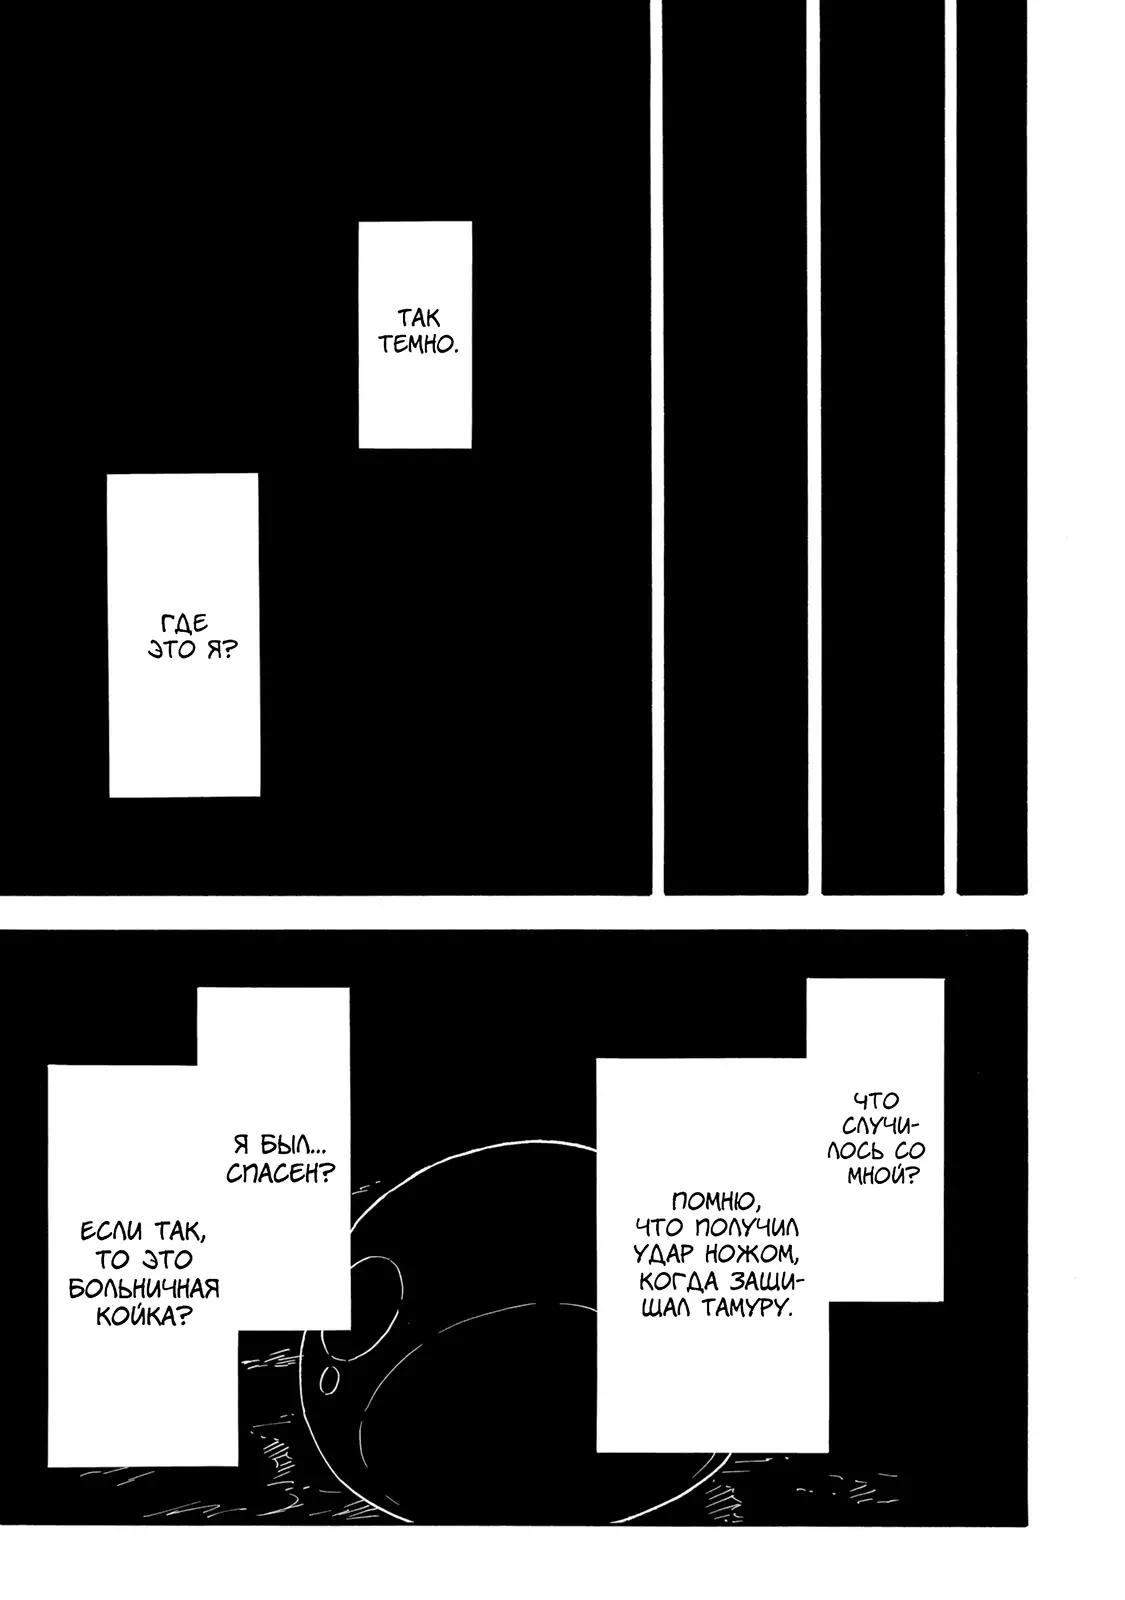 ТАК
ТЕМНО.
ГДЕ
ЭТО Я?
ЧТО
СЛУЧИ-
ЛОСЬ СО
МНОЙ?
ПОМНЮ,
ЧТО ПОЛУЧИЛ
УДАР НОЖОМ,
КОГДА ЗАЩИ-
ЩАЛ ТАМУРУ.
Я БЫЛ...
СПАСЕН?
ЕСЛИ ТАК,
ТО ЭТО
БОЛЬНИЧНАЯ
КОЙКА?